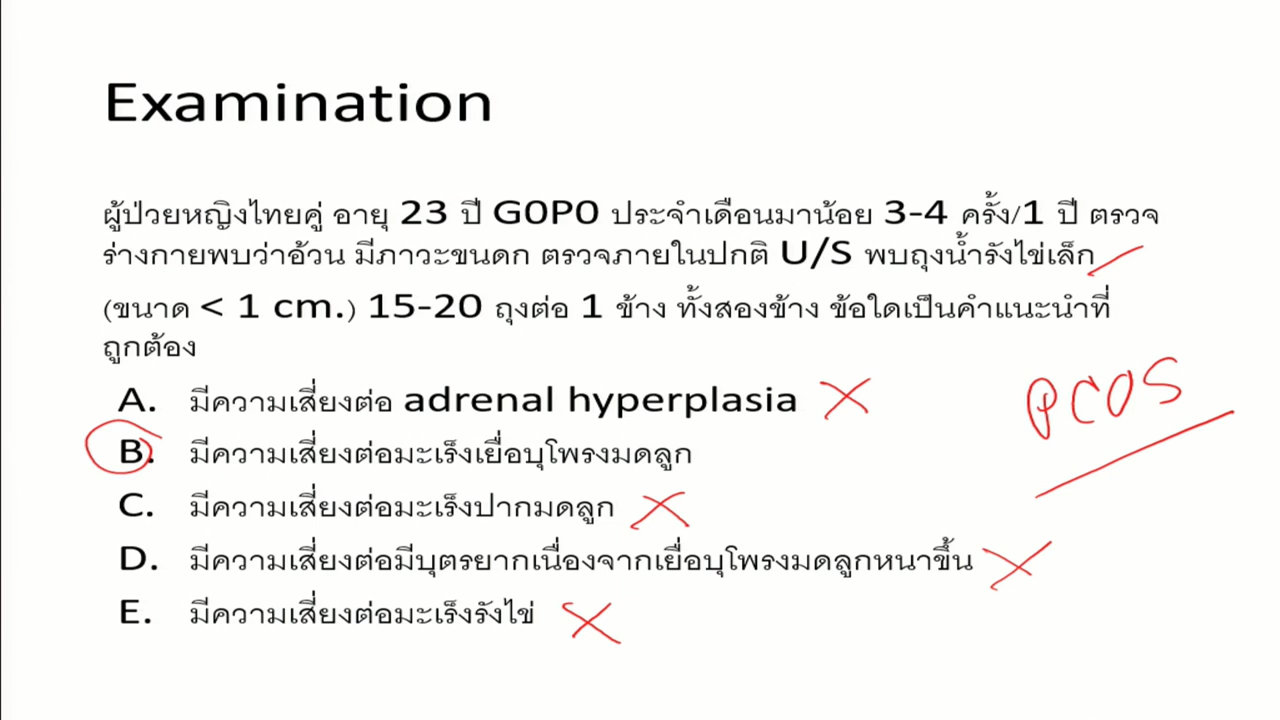 Examination
ผู้ป่วยหญิงไทยคู่ อายุ 23 ปี G0P0 ประจำเดือนมาน้อย 3-4 ครั้ง/1 ปี ตรวจ
ร่างกายพบว่าอ้วน มีภาวะขนดก ตรวจภายในปกติ U/S พบถุงน้ำรังไข่เล็ก
(ขนาด < 1 cm.) 15-20 ถุงต่อ 1 ข้าง ทั้งสองข้าง ข้อใดเป็นคำแนะนำที่
ถูกต้อง
A. มีความเสี่ยงต่อ adrenal hyperplasia
PCOS
B. มีความเสี่ยงต่อมะเร็งเยื่อบุโพรงมดลูก
C. มีความเสี่ยงต่อมะเร็งปากมดลูก
D. มีความเสี่ยงต่อมีบุตรยากเนื่องจากเยื่อบุโพรงมดลูกหนาขึ้น
E. มีความเสี่ยงต่อมะเร็งรังไข่